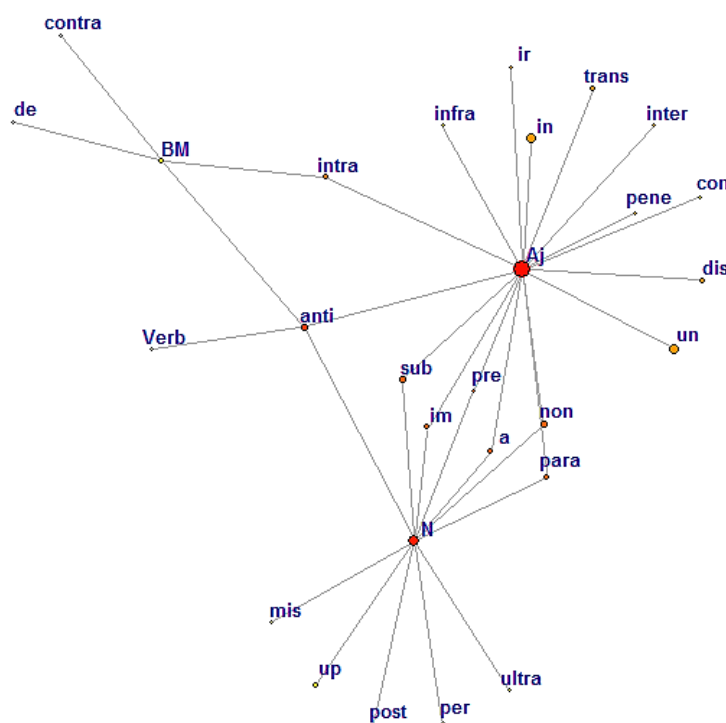 contra
ir
trans
de
infra
in
inter
BM
intra
pene
con
Aj
dis
anti
Verb
un
sub
pre
im
non
a
para
N
mis
up
ultra
post
per